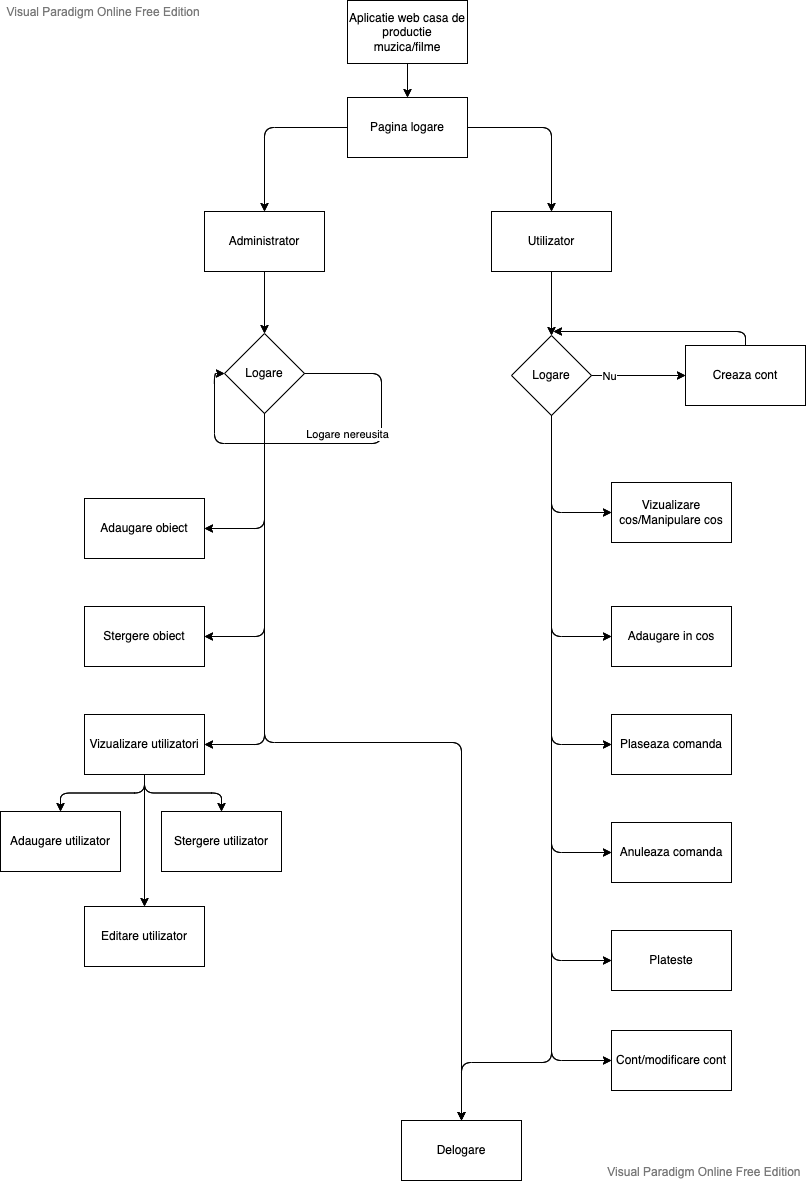 Visual Paradigm Online Free Edition
Aplicatie web casa de
productie
muzica/filme
Pagina logare
Administrator
Utilizator
Logare
Logare
Nu
Creaza cont
Logare nereusita
Vizualizare
cos/Manipulare cos
Adaugare obiect
Stergere obiect
Adaugare in cos
Vizualizare utilizatori
Plaseaza comanda
Adaugare utilizator
Stergere utilizator
Anuleaza comanda
Editare utilizator
Plateste
Cont/modificare cont
Delogare
Visual Paradigm Online Free Edition